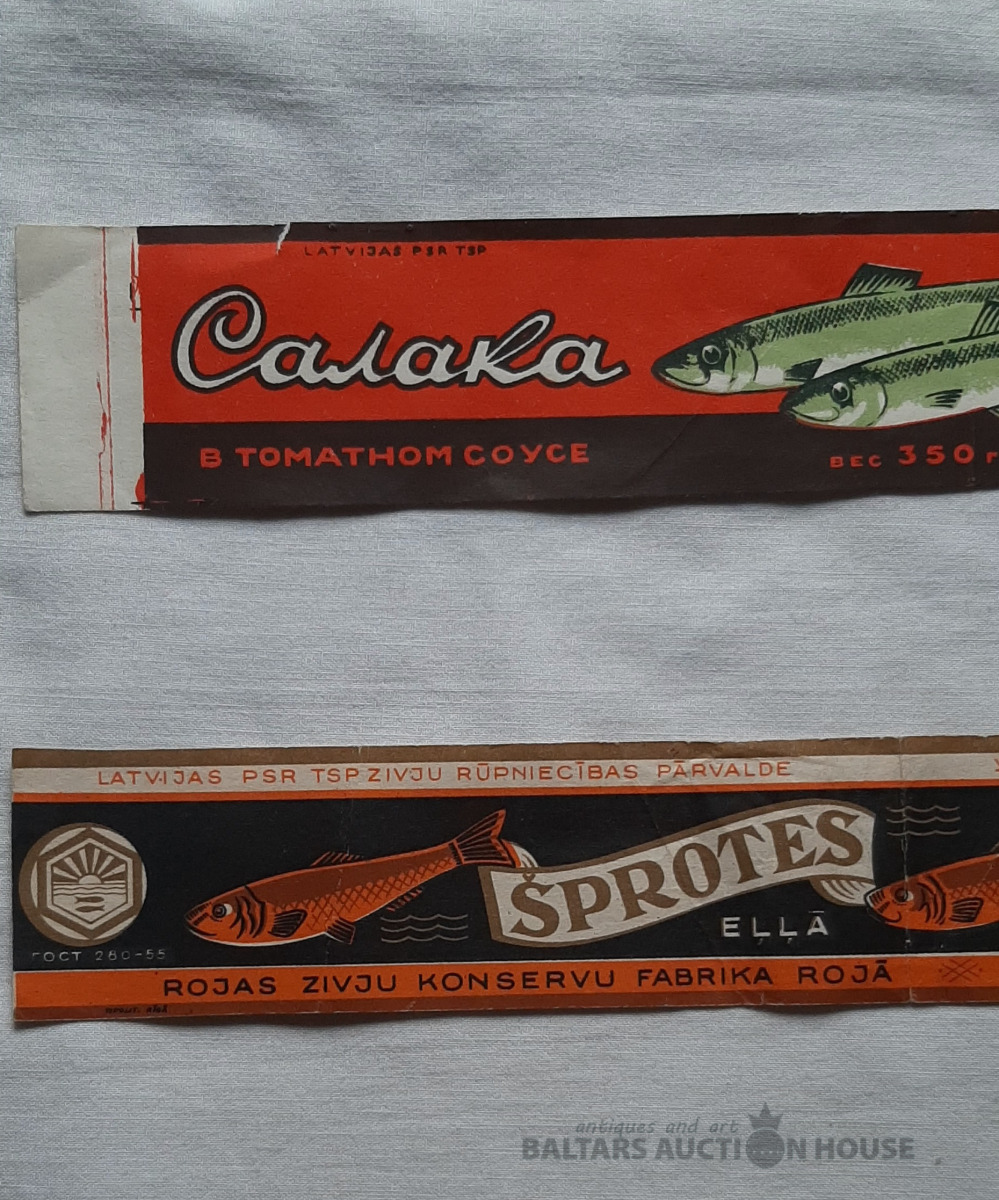 LATVIJAS PSR TSP
Салака
В ТОМАТНОМ СОУСЕ
ВЕС 350 г
LATVIJAS PSR TSP ZIVJU RŪPNIECĪBAS PĀRVALDE
ŠPROTES
EĻĻĀ
ГОСТ 280-55
ROJAS ZIVJU KONSERVU FABRIKA ROJĀ
antiques and art
BALTARS AUCTION HOUSE